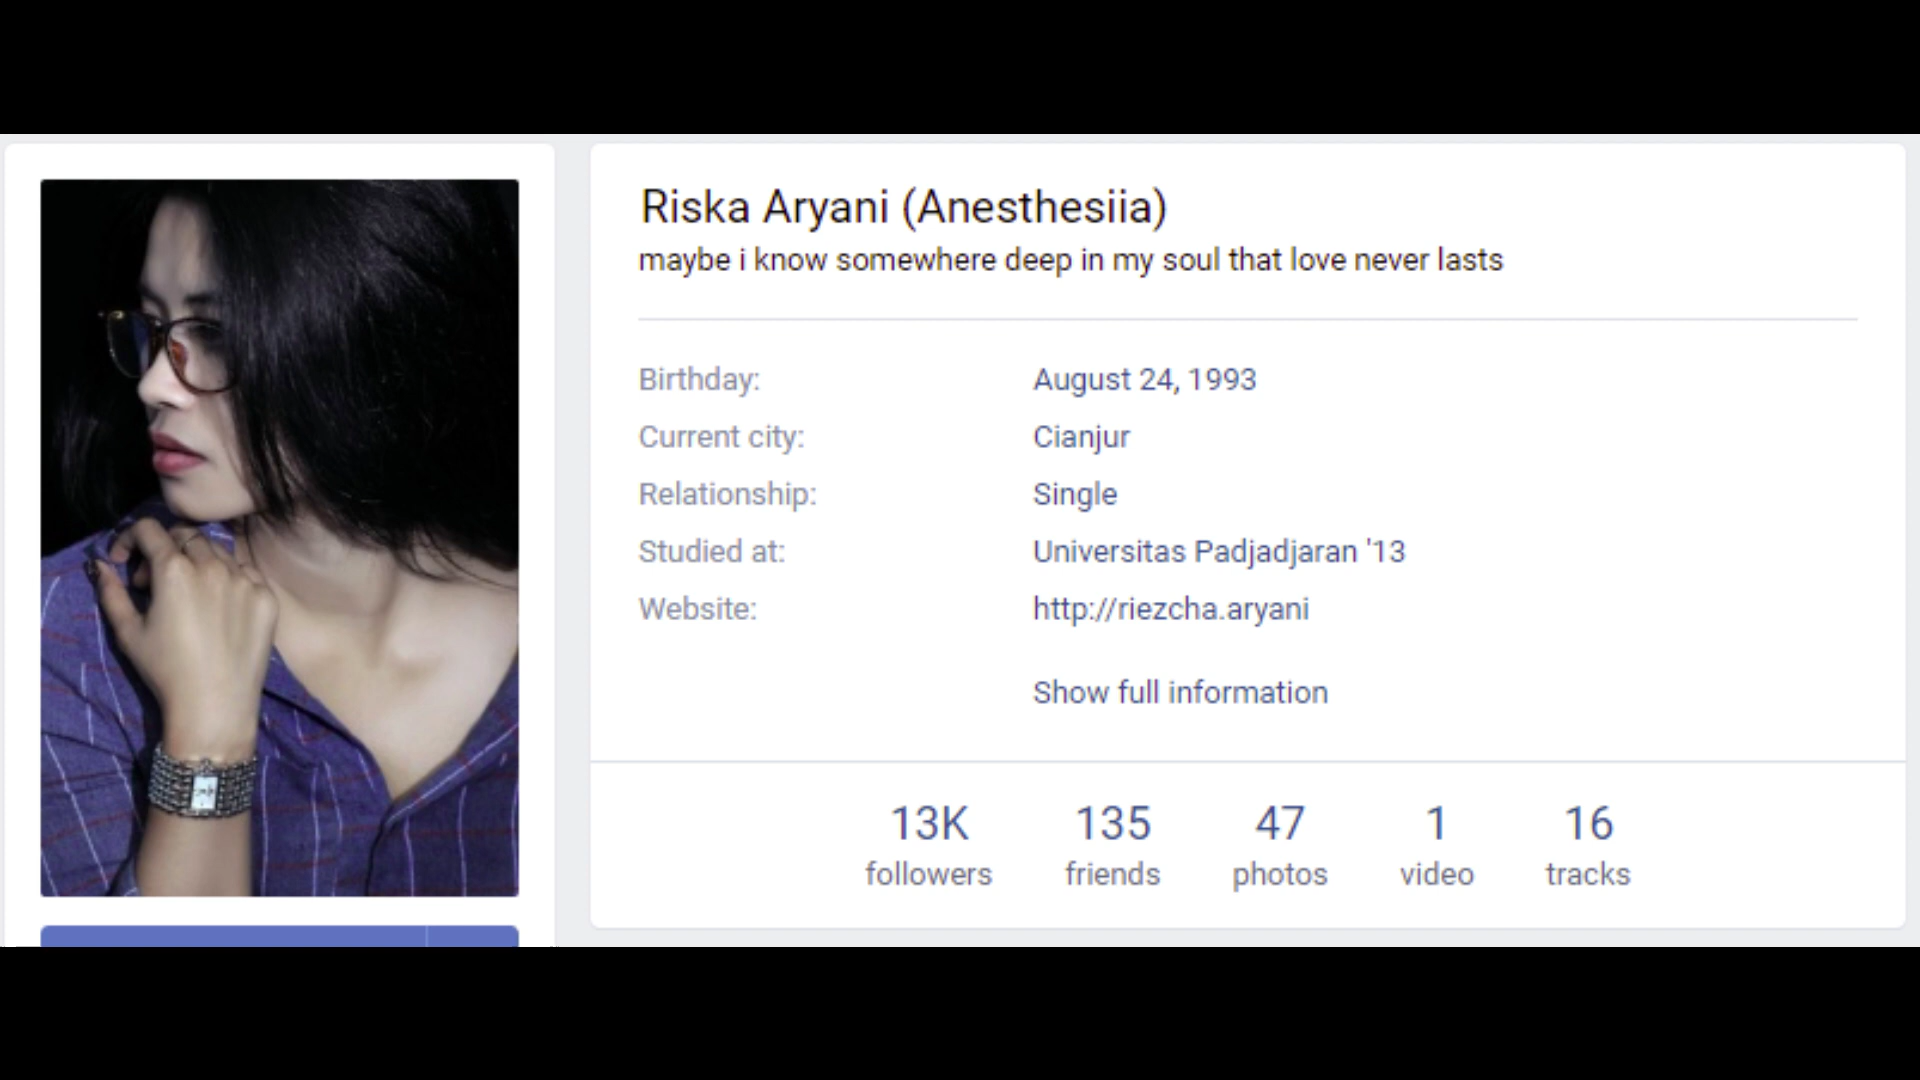 Riska Aryani (Anesthesiia)
maybe i know somewhere deep in my soul that love never lasts
Birthday: August 24, 1993
Current city: Cianjur
Relationship: Single
Studied at: Universitas Padjadjaran '13
Website: http://riezcha.aryani
Show full information
13K 135 47 1 16
followers friends photos video tracks